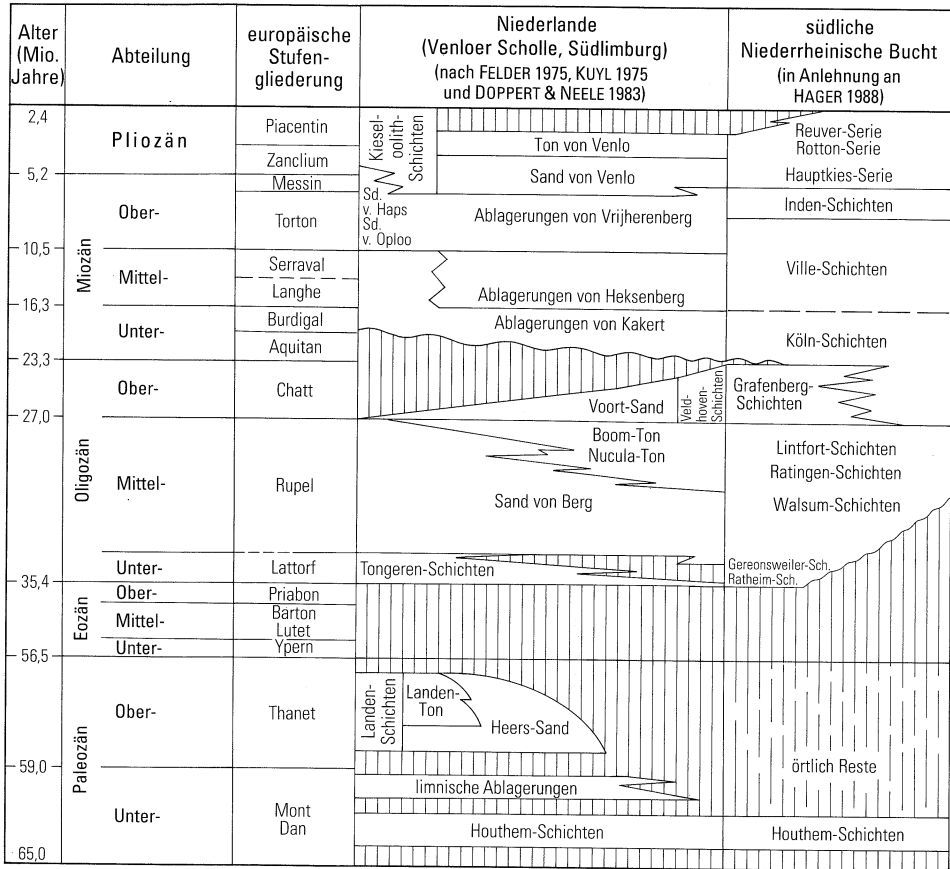 Alter
(Mio.
Jahre)
Abteilung
europäische
Stufen-
gliederung
Niederlande
(Venloer Scholle, Südlimburg)
(nach FELDER 1975, KUYL 1975
und DOPPERT & NEELE 1983)
südliche
Niederrheinische Bucht
(in Anlehnung an
HAGER 1988)
2,4
Pliozän
Piacentin
Zanclium
Kiesel-
oolith-
Schichten
Ton von Venlo
Sand von Venlo
Reuver-Serie
Rotton-Serie
Hauptkies-Serie
5,2
Miozän
Ober-
Messin
Torton
Sd.
v. Haps
Sd.
v. Oploo
Ablagerungen von Vrijherenberg
Inden-Schichten
10,5
Mittel-
Serraval
Langhe
Ablagerungen von Heksenberg
Ville-Schichten
16,3
Unter-
Burdigal
Aquitan
Ablagerungen von Kakert
Köln-Schichten
23,3
Oligozän
Ober-
Chatt
Voort-Sand
Veld-
hoven-
Schichten
Grafenberg-
Schichten
27,0
Mittel-
Rupel
Boom-Ton
Nucula-Ton
Sand von Berg
Lintfort-Schichten
Ratingen-Schichten
Walsum-Schichten
Unter-
Lattorf
Tongeren-Schichten
Gereonsweiler-Sch.
Ratheim-Sch.
35,4
Eozän
Ober-
Priabon
Mittel-
Barton
Lutet
Unter-
Ypern
56,5
Paleozän
Ober-
Thanet
Landen-
Schichten
Landen-
Ton
Heers-Sand
örtlich Reste
59,0
limnische Ablagerungen
Unter-
Mont
Dan
Houthem-Schichten
Houthem-Schichten
65,0